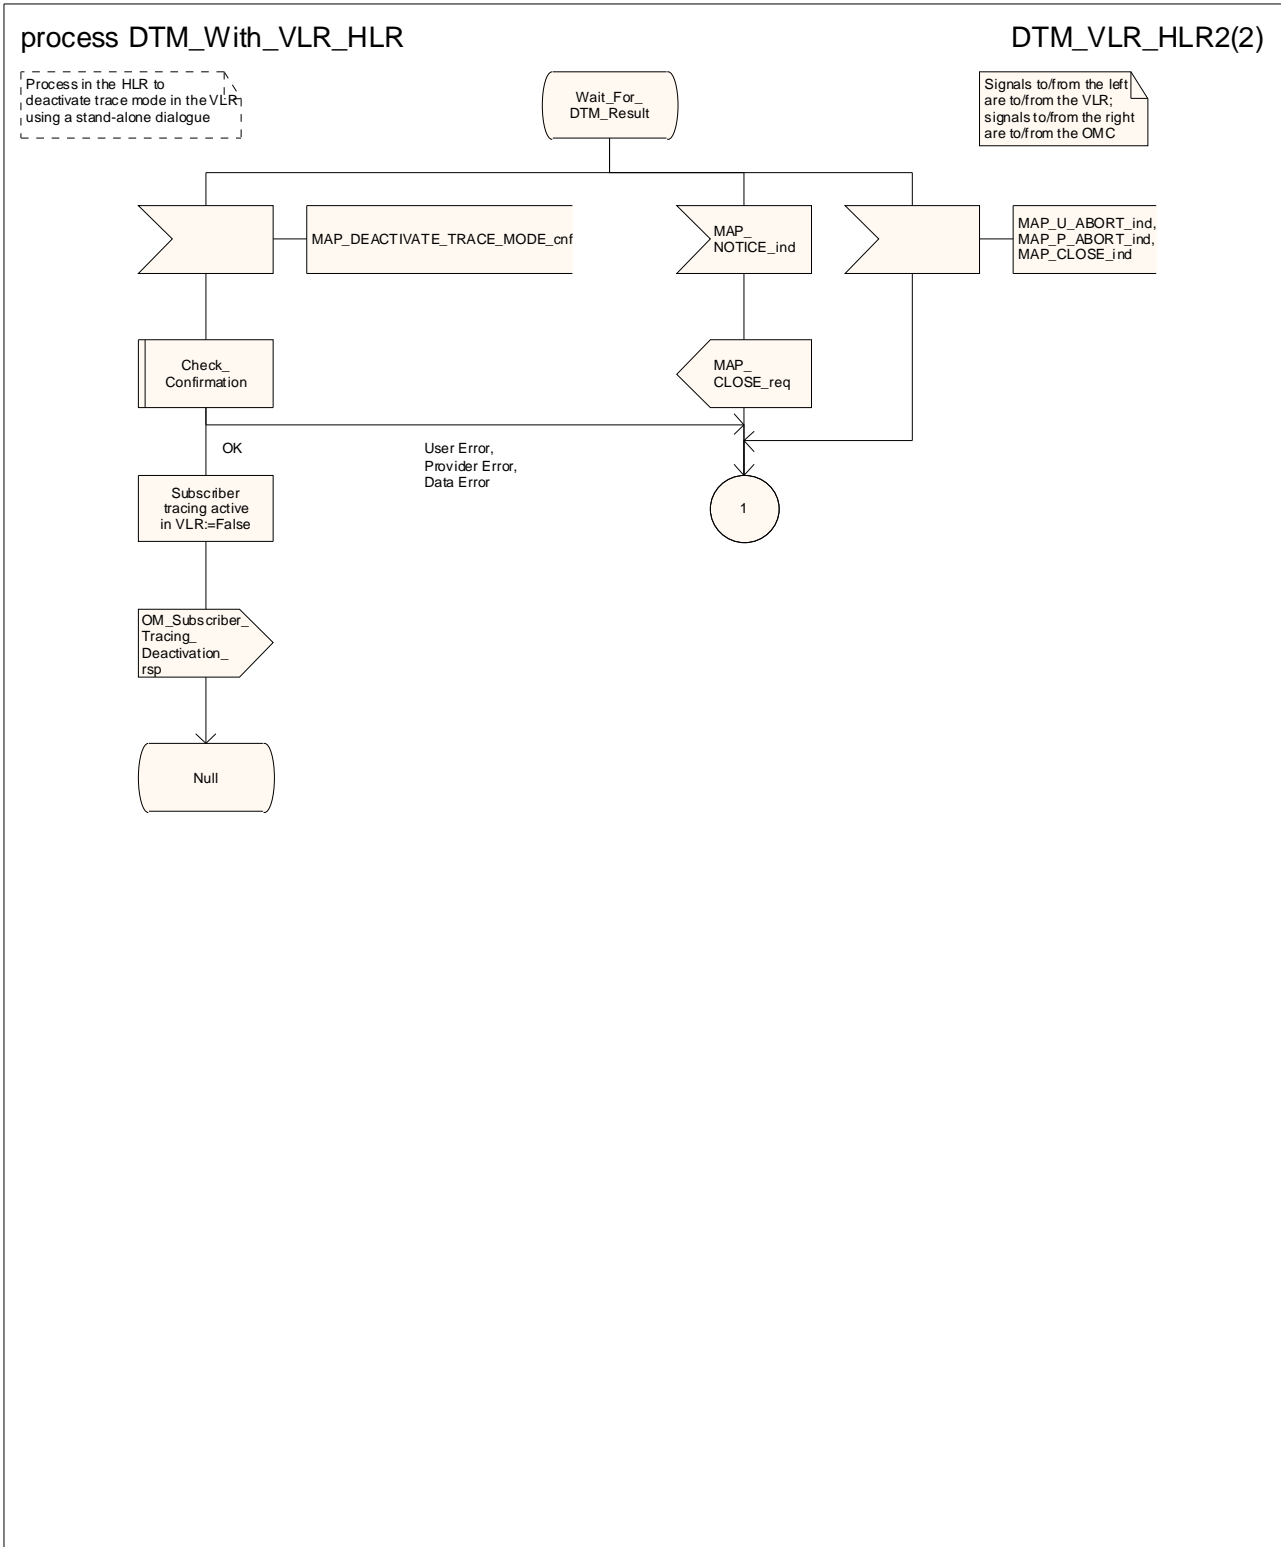 process DTM_With_VLR_HLR
DTM_VLR_HLR2(2)
Process in the HLR to
deactivate trace mode in the VLR
using a stand-alone dialogue
Wait_For_
DTM_Result
Signals to/from the left
are to/from the VLR;
signals to/from the right
are to/from the OMC
MAP_DEACTIVATE_TRACE_MODE_cnf
MAP_
NOTICE_ind
MAP_U_ABORT_ind,
MAP_P_ABORT_ind,
MAP_CLOSE_ind
Check_
Confirmation
MAP_
CLOSE_req
OK
User Error,
Provider Error,
Data Error
Subscriber
tracing active
in VLR:=False
1
OM_Subscriber_
Tracing_
Deactivation_
rsp
Null